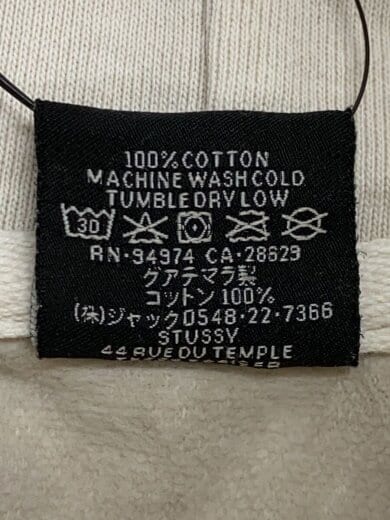 100% COTTON
MACHINE WASH COLD
TUMBLE DRY LOW
30
RN·94974 CA·28629
グアテマラ製
コットン 100%
(株)ジャック0548·22·7366
STUSSY
44 RUE DU TEMPLE